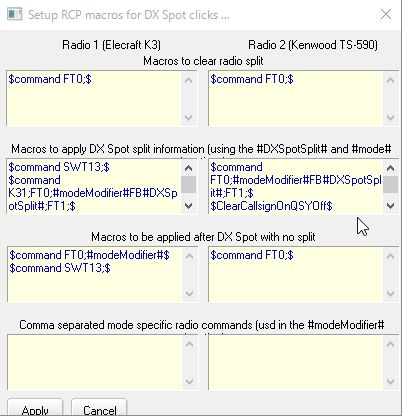 Setup RCP macros for DX Spot clicks ...
Radio 1 (Elecraft K3) Radio 2 (Kenwood TS-590)
Macros to clear radio split
$command FT0;$ $command FT0;$
Macros to apply DX Spot split information (using the #DXSpotSplit# and #mode#
$command SWT13;$
$command
K31;FT0;#modeModifier#FB#DXSp
otSplit#;FT1;$
$command
FT0;#modeModifier#FB#DXSpotSpl
it#;FT1;$
$ClearCallsignOnQSYOff$
Macros to be applied after DX Spot with no split
$command FT0;#modeModifier#$
$command SWT13;$
$command FT0;$
Comma separated mode specific radio commands (usd in the #modeModifier#
Apply Cancel